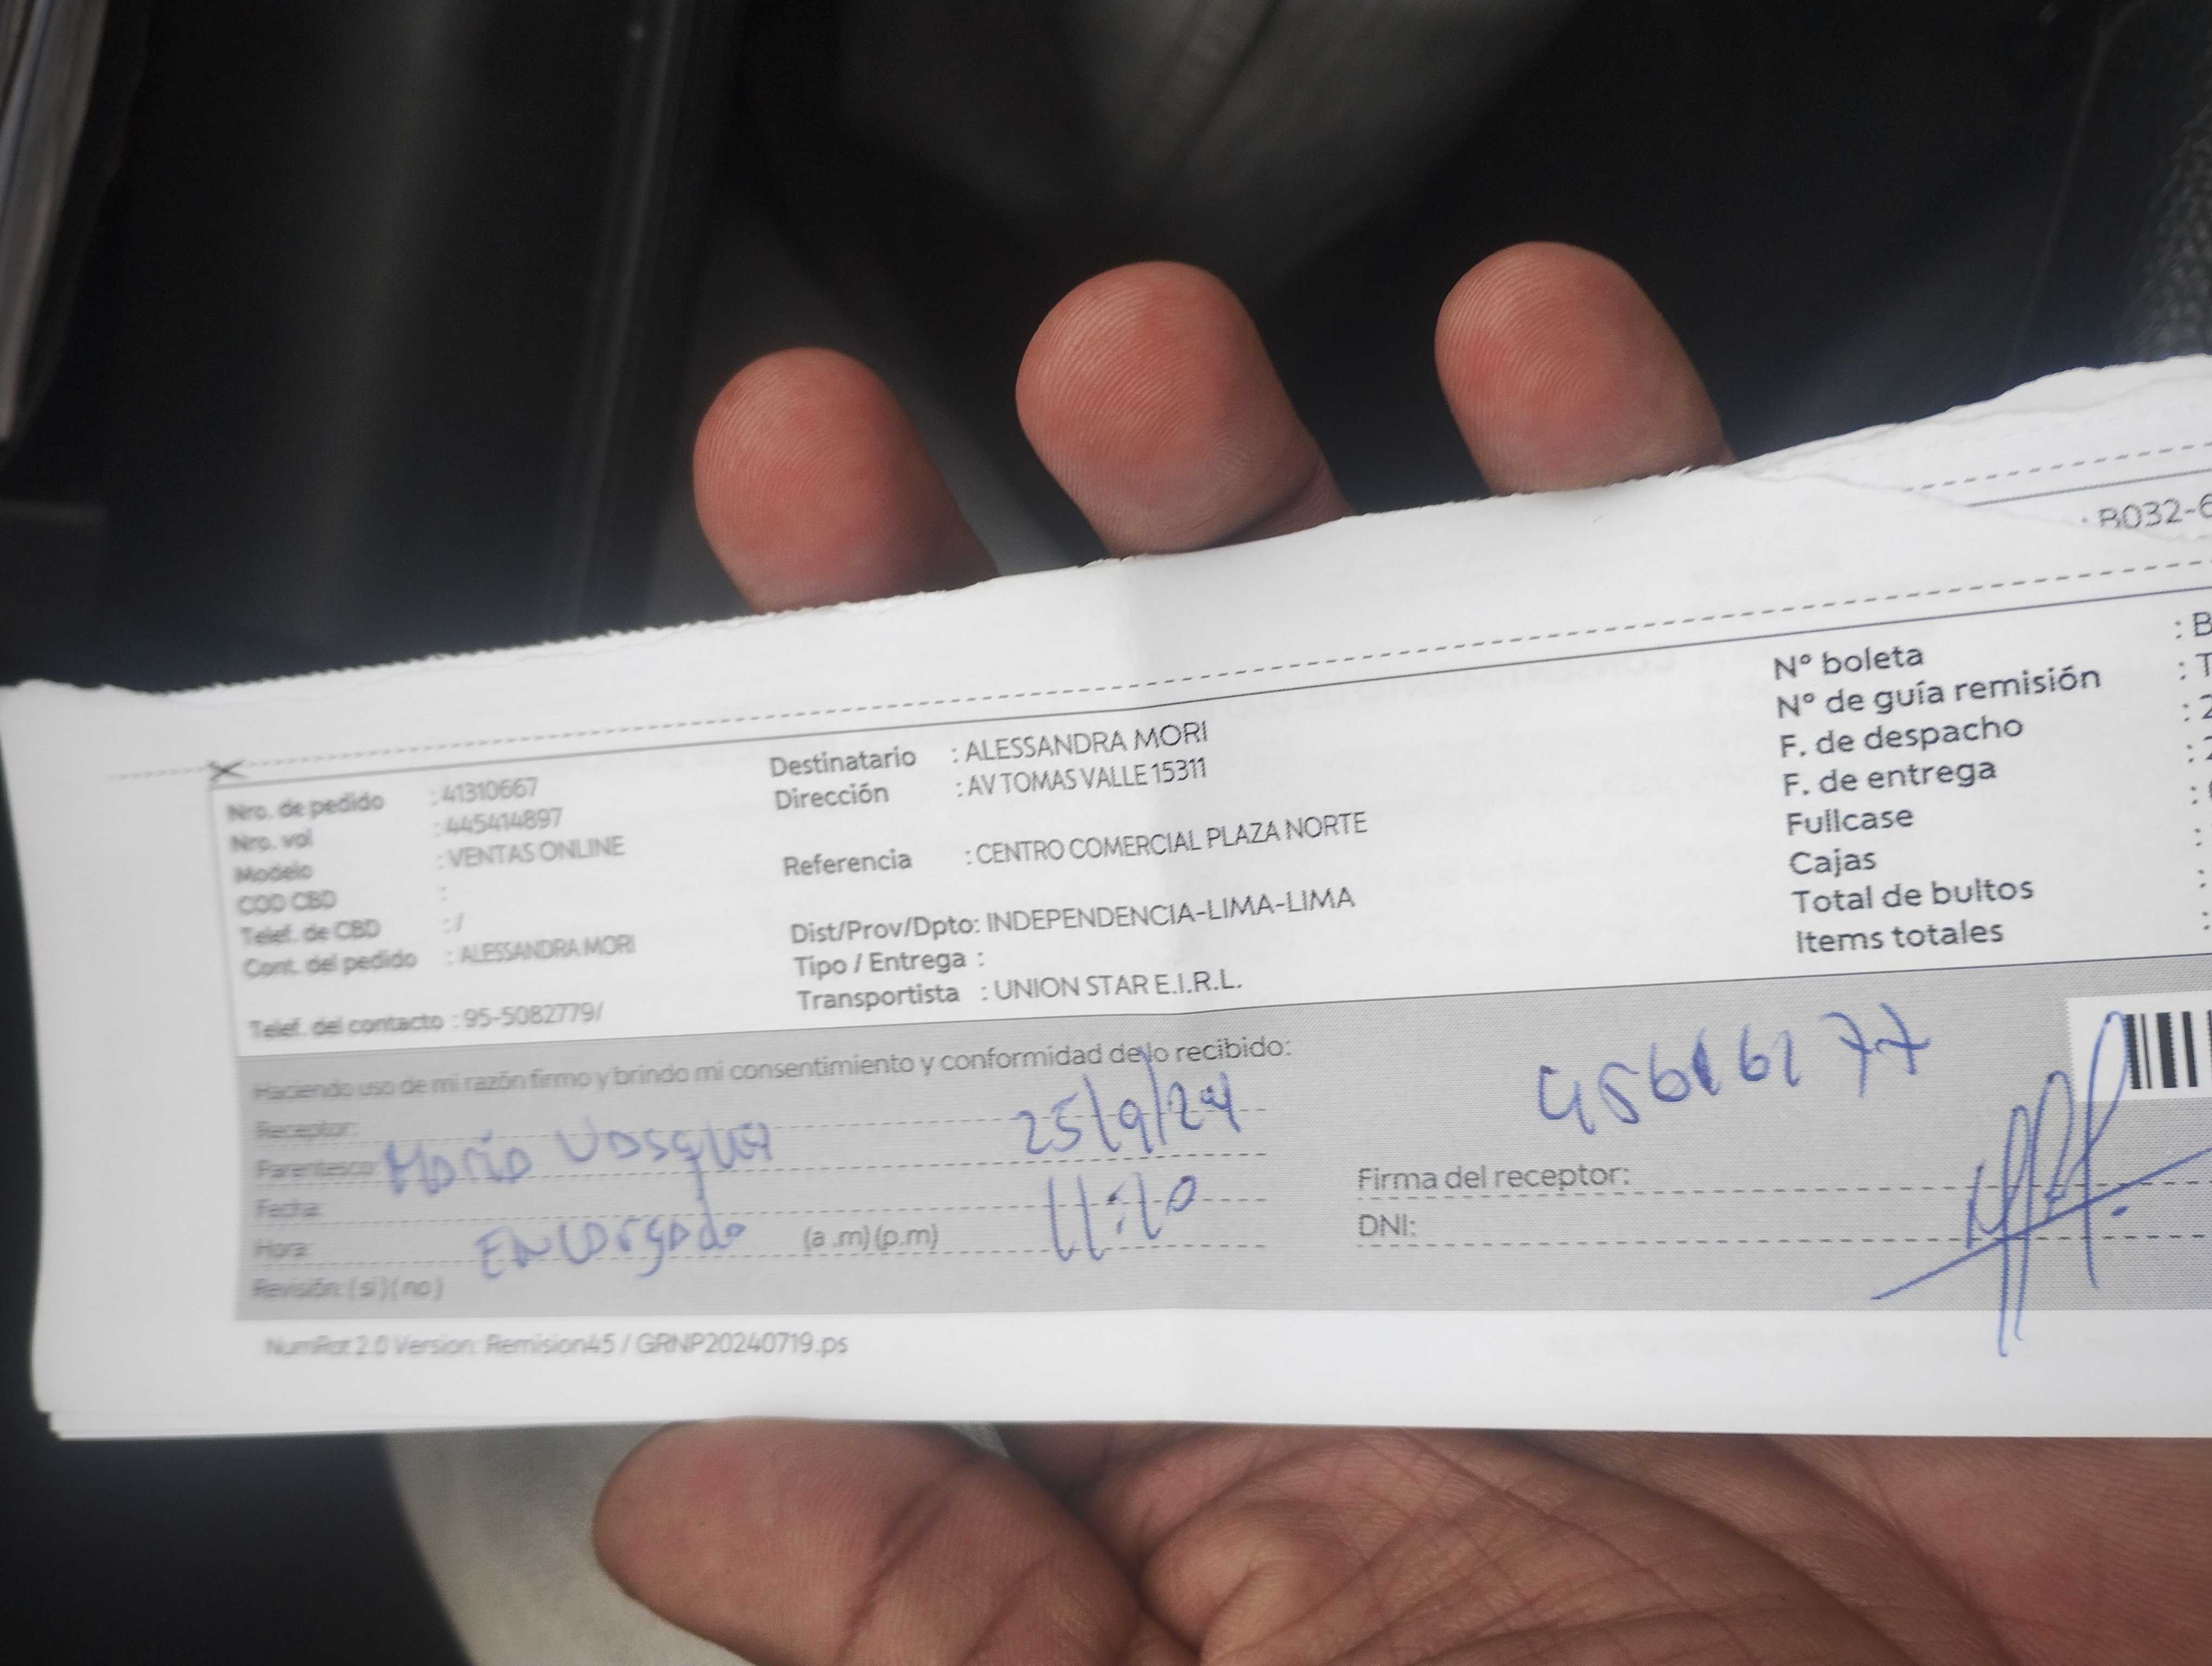 B032-6
Nro. de pedido : 41310667
Nro. vol : 445414897
Modelo : VENTAS ONLINE
COD CBD :
Telef. de CBD : /
Cont. del pedido : ALESSANDRA MORI
Telef. del contacto : 95-5082779/
Destinatario : ALESSANDRA MORI
Dirección : AV TOMAS VALLE 15311
Referencia : CENTRO COMERCIAL PLAZA NORTE
Dist/Prov/Dpto: INDEPENDENCIA-LIMA-LIMA
Tipo / Entrega :
Transportista : UNION STAR E.I.R.L.
N° boleta : B
N° de guía remisión : T
F. de despacho : 2
F. de entrega : 2
Fullcase :
Cajas :
Total de bultos :
Items totales :
Haciendo uso de mi razón firmo y brindo mi consentimiento y conformidad de lo recibido:
Receptor:
Parentesco: Mario
25/9/24
Fecha:
Hora: Encargado (a .m) (p.m) 11:10
Revisión: ( si ) ( no )
Firma del receptor:
DNI:
NumRot 2.0 Version: Remision45 / GRNP20240719.ps